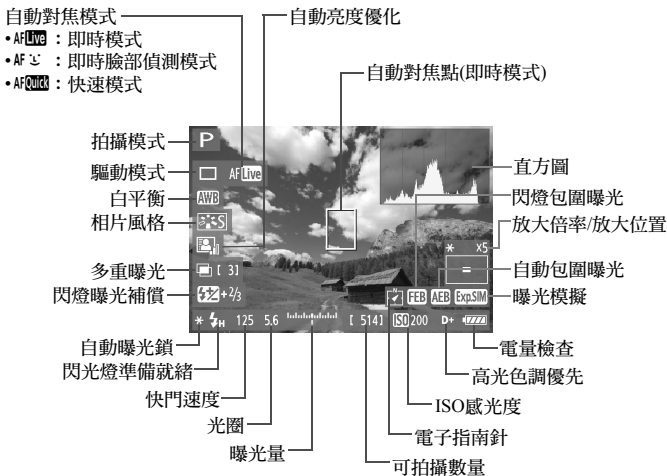 自動對焦模式
• AF Live：即時模式
• AF ：即時臉部偵測模式
• AF Quick：快速模式
自動亮度優化
自動對焦點(即時模式)
拍攝模式
驅動模式
白平衡
相片風格
多重曝光
閃燈曝光補償
自動曝光鎖
閃光燈準備就緒
快門速度
光圈
曝光量
直方圖
閃燈包圍曝光
放大倍率/放大位置
自動包圍曝光
曝光模擬
電量檢查
高光色調優先
ISO感光度
電子指南針
可拍攝數量
P
AF Live
AWB
S
[ 3]
+2/3
* x5
N
FEB AEB Exp.SIM
* H 125 5.6 [ 514] ISO 200 D+